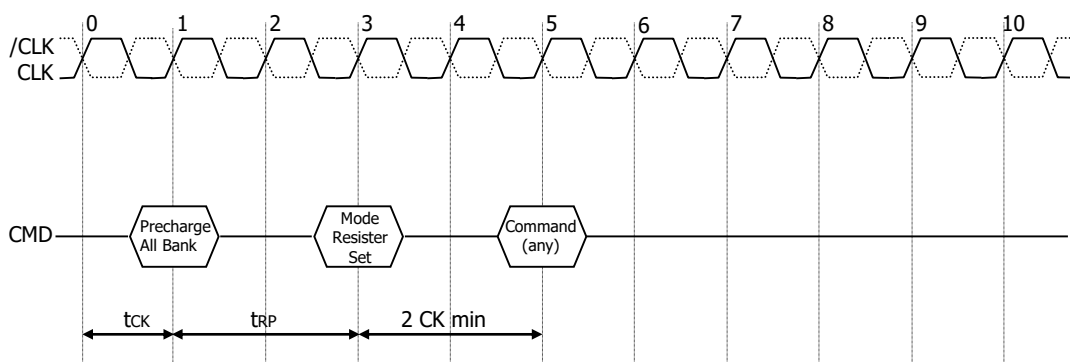 0 1 2 3 4 5 6 7 8 9 10
/CLK
CLK
CMD
Precharge
All Bank
Mode
Resister
Set
Command
(any)
tCK
tRP
2 CK min